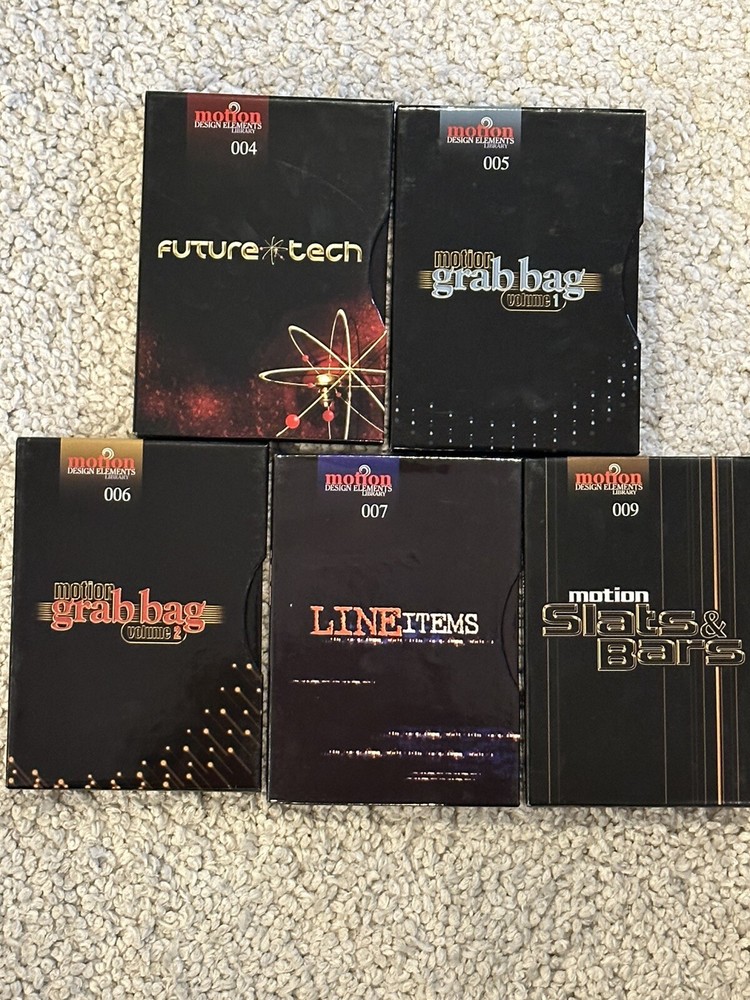 motion
DESIGN ELEMENTS
LIBRARY
004
FUTURE tech
motion
DESIGN ELEMENTS
LIBRARY
005
motion
grab bag
volume 1
motion
DESIGN ELEMENTS
LIBRARY
006
motion
grab bag
volume 2
motion
DESIGN ELEMENTS
LIBRARY
007
LINE ITEMS
motion
DESIGN ELEMENTS
LIBRARY
009
motion
Slats &
Bars